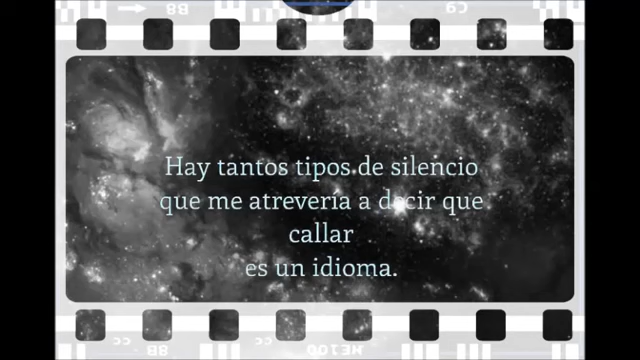 Hay tantos tipos de silencio
que me atrevería a decir que
callar
es un idioma.